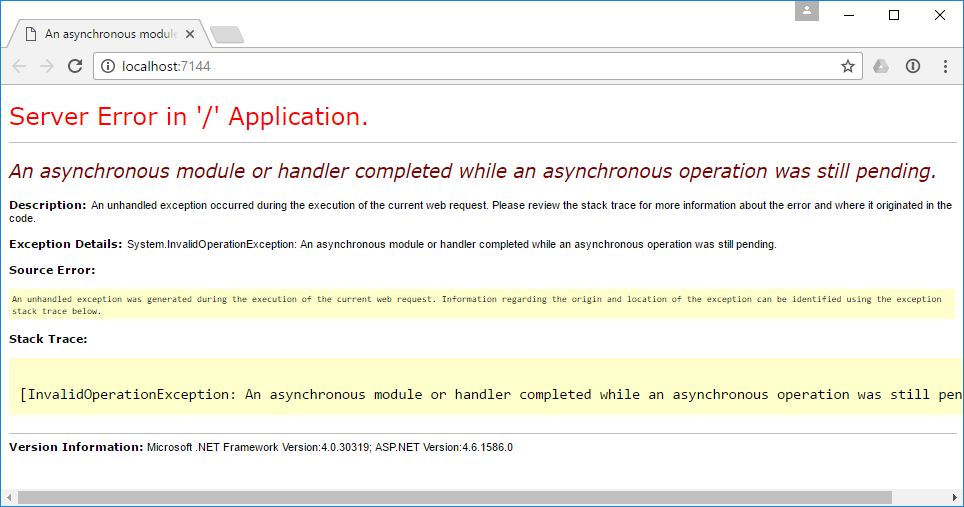 An asynchronous module
localhost:7144
Server Error in '/' Application.
An asynchronous module or handler completed while an asynchronous operation was still pending.
Description: An unhandled exception occurred during the execution of the current web request. Please review the stack trace for more information about the error and where it originated in the
code.
Exception Details: System.InvalidOperationException: An asynchronous module or handler completed while an asynchronous operation was still pending.
Source Error:
An unhandled exception was generated during the execution of the current web request. Information regarding the origin and location of the exception can be identified using the exception
stack trace below.
Stack Trace:
[InvalidOperationException: An asynchronous module or handler completed while an asynchronous operation was still pen
Version Information: Microsoft .NET Framework Version:4.0.30319; ASP.NET Version:4.6.1586.0